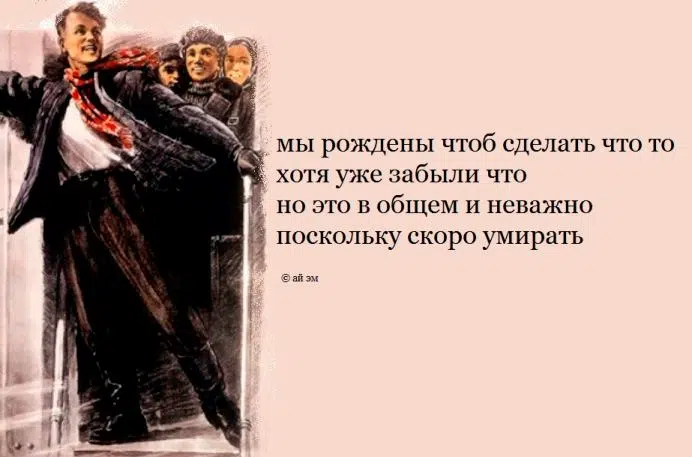 мы рождены чтоб сделать что то
хотя уже забыли что
но это в общем и неважно
поскольку скоро умирать
© ай эм